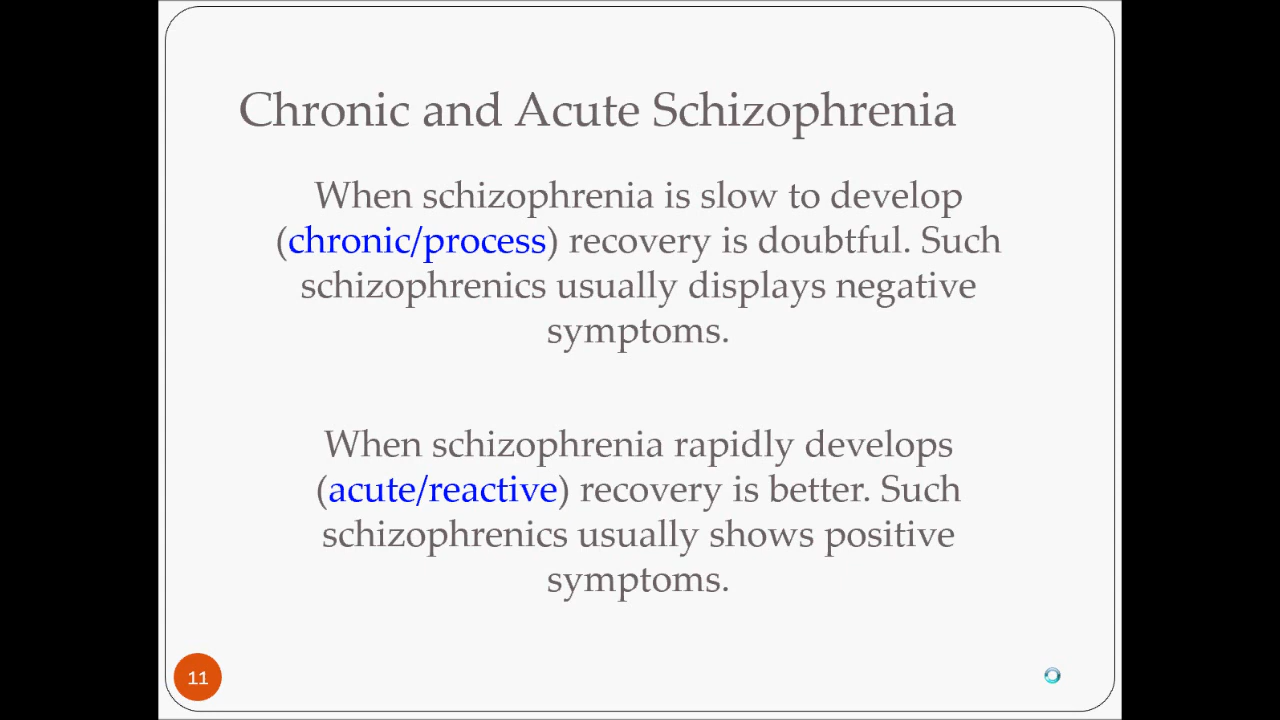 Chronic and Acute Schizophrenia
When schizophrenia is slow to develop
(chronic/process) recovery is doubtful. Such
schizophrenics usually displays negative
symptoms.
When schizophrenia rapidly develops
(acute/reactive) recovery is better. Such
schizophrenics usually shows positive
symptoms.
11